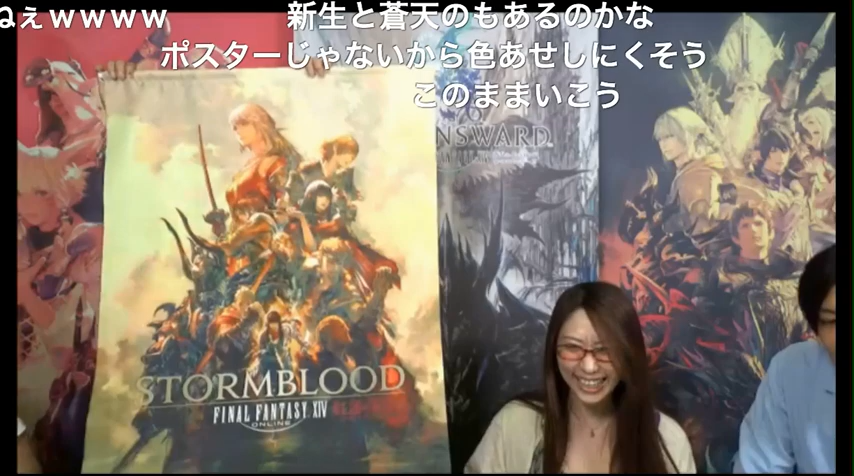 ねぇｗｗｗｗ
新生と蒼天のもあるのかな
ポスターじゃないから色あせしにくそう
このままいこう
NSWARD
STORMBLOOD
FINAL FANTASY XIV
ONLINE